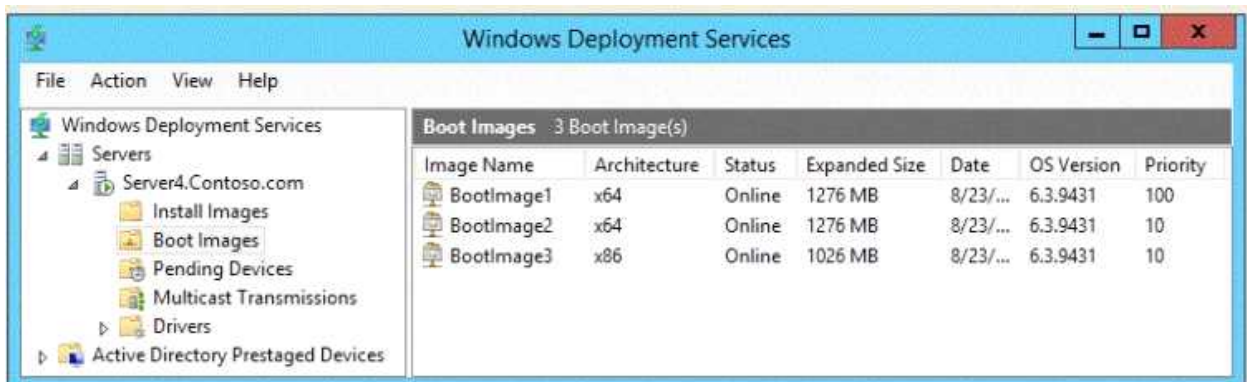 Windows Deployment Services
File Action View Help
Windows Deployment Services
Servers
Server4.Contoso.com
Install Images
Boot Images
Pending Devices
Multicast Transmissions
Drivers
Active Directory Prestaged Devices
Boot Images 3 Boot Image(s)
Image Name Architecture Status Expanded Size Date OS Version Priority
BootImage1 x64 Online 1276 MB 8/23/... 6.3.9431 100
BootImage2 x64 Online 1276 MB 8/23/... 6.3.9431 10
BootImage3 x86 Online 1026 MB 8/23/... 6.3.9431 10